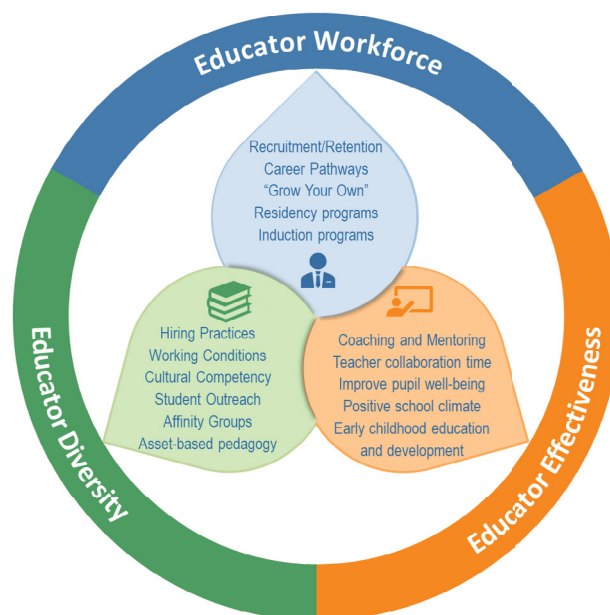 Educator Workforce
Recruitment/Retention
Career Pathways
“Grow Your Own”
Residency programs
Induction programs
Educator Diversity
Hiring Practices
Working Conditions
Cultural Competency
Student Outreach
Affinity Groups
Asset-based pedagogy
Coaching and Mentoring
Teacher collaboration time
Improve pupil well-being
Positive school climate
Early childhood education
and development
Educator Effectiveness